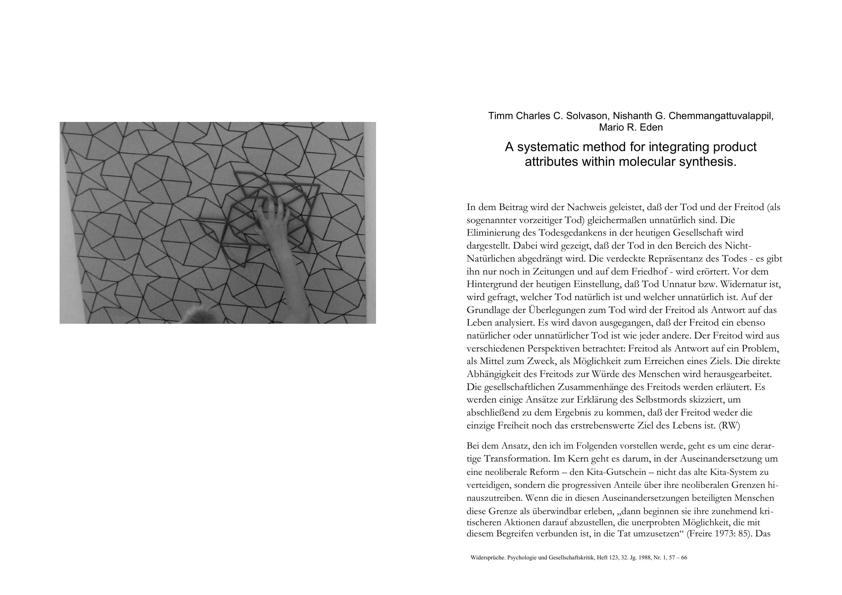 Timm Charles C. Solvason, Nishanth G. Chemmangattuvalappil,
Mario R. Eden
A systematic method for integrating product
attributes within molecular synthesis.
In dem Beitrag wird der Nachweis geleistet, daß der Tod und der Freitod (als
sogenannter vorzeitiger Tod) gleichermaßen unnatürlich sind. Die
Eliminierung des Todesgedankens in der heutigen Gesellschaft wird
dargestellt. Dabei wird gezeigt, daß der Tod in den Bereich des Nicht-
Natürlichen abgedrängt wird. Die verdeckte Repräsentanz des Todes - es gibt
ihn nur noch in Zeitungen und auf dem Friedhof - wird erörtert. Vor dem
Hintergrund der heutigen Einstellung, daß Tod Unnatur bzw. Widernatur ist,
wird gefragt, welcher Tod natürlich ist und welcher unnatürlich ist. Auf der
Grundlage der Überlegungen zum Tod wird der Freitod als Antwort auf das
Leben analysiert. Es wird davon ausgegangen, daß der Freitod ein ebenso
natürlicher oder unnatürlicher Tod ist wie jeder andere. Der Freitod wird aus
verschiedenen Perspektiven betrachtet: Freitod als Antwort auf ein Problem,
als Mittel zum Zweck, als Möglichkeit zum Erreichen eines Ziels. Die direkte
Abhängigkeit des Freitods zur Würde des Menschen wird herausgearbeitet.
Die gesellschaftlichen Zusammenhänge des Freitods werden erläutert. Es
werden einige Ansätze zur Erklärung des Selbstmords skizziert, um
abschließend zu dem Ergebnis zu kommen, daß der Freitod weder die
einzige Freiheit noch das erstrebenswerte Ziel des Lebens ist. (RW)
Bei dem Ansatz, den ich im Folgenden vorstellen werde, geht es um eine derar-
tige Transformation. Im Kern geht es darum, in der Auseinandersetzung um
eine neoliberale Reform – den Kita-Gutschein – nicht das alte Kita-System zu
verteidigen, sondern die progressiven Anteile über ihre neoliberalen Grenzen hi-
nauszutreiben. Wenn die in diesen Auseinandersetzungen beteiligten Menschen
diese Grenze als überwindbar erleben, „dann beginnen sie ihre zunehmend kri-
tischeren Aktionen darauf abzustellen, die unerprobten Möglichkeit, die mit
diesem Begreifen verbunden ist, in die Tat umzusetzen“ (Freire 1973: 85). Das
Widersprüche. Psychologie und Gesellschaftskritik, Heft 123, 32. Jg. 1988, Nr. 1, 57 – 66